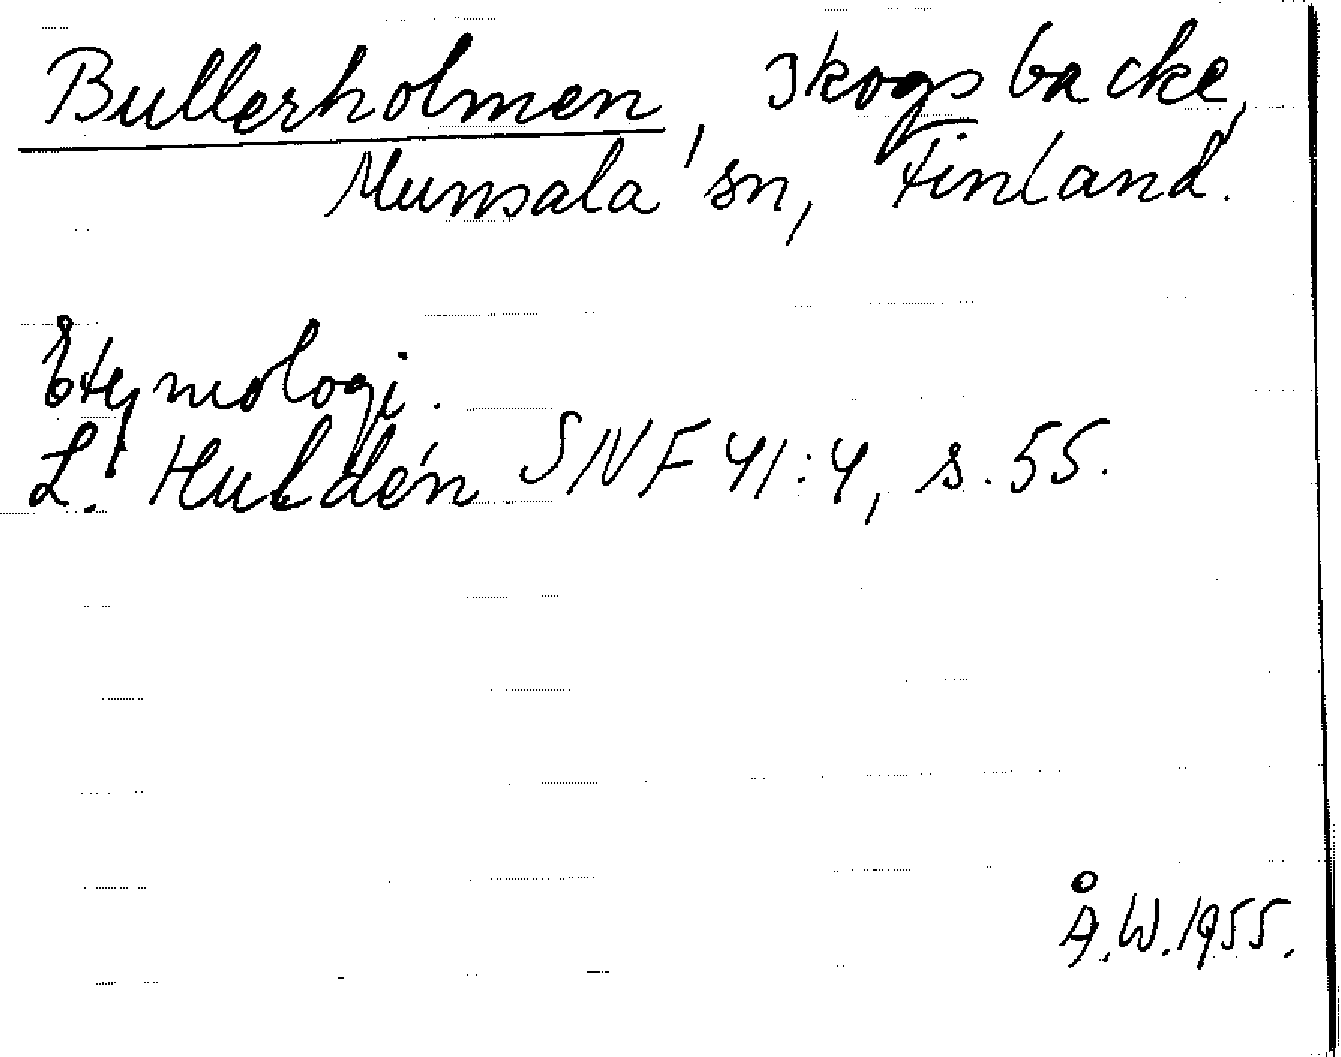 Bullerholmen, skogsbacke,
Munsala sn, Finland.
Etymologi.
L. Huldén SNF 41:4, s. 55.
Å.W. 1955.